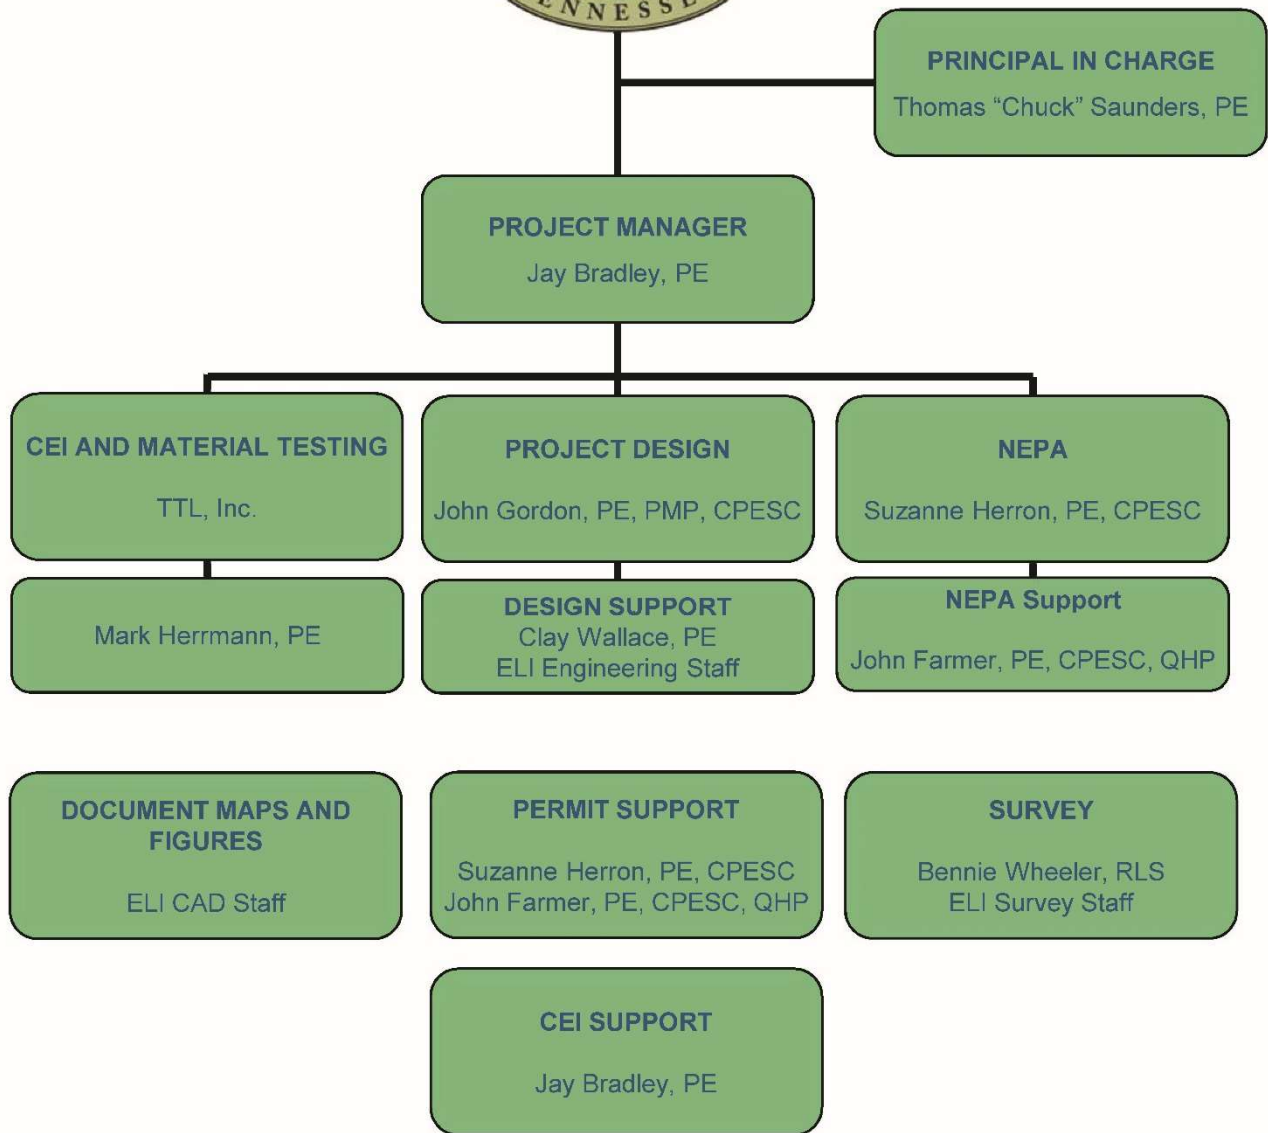 PRINCIPAL IN CHARGE
Thomas “Chuck” Saunders, PE
PROJECT MANAGER
Jay Bradley, PE
CEI AND MATERIAL TESTING
TTL, Inc.
PROJECT DESIGN
John Gordon, PE, PMP, CPESC
NEPA
Suzanne Herron, PE, CPESC
Mark Herrmann, PE
DESIGN SUPPORT
Clay Wallace, PE
ELI Engineering Staff
NEPA Support
John Farmer, PE, CPESC, QHP
DOCUMENT MAPS AND
FIGURES
ELI CAD Staff
PERMIT SUPPORT
Suzanne Herron, PE, CPESC
John Farmer, PE, CPESC, QHP
SURVEY
Bennie Wheeler, RLS
ELI Survey Staff
CEI SUPPORT
Jay Bradley, PE